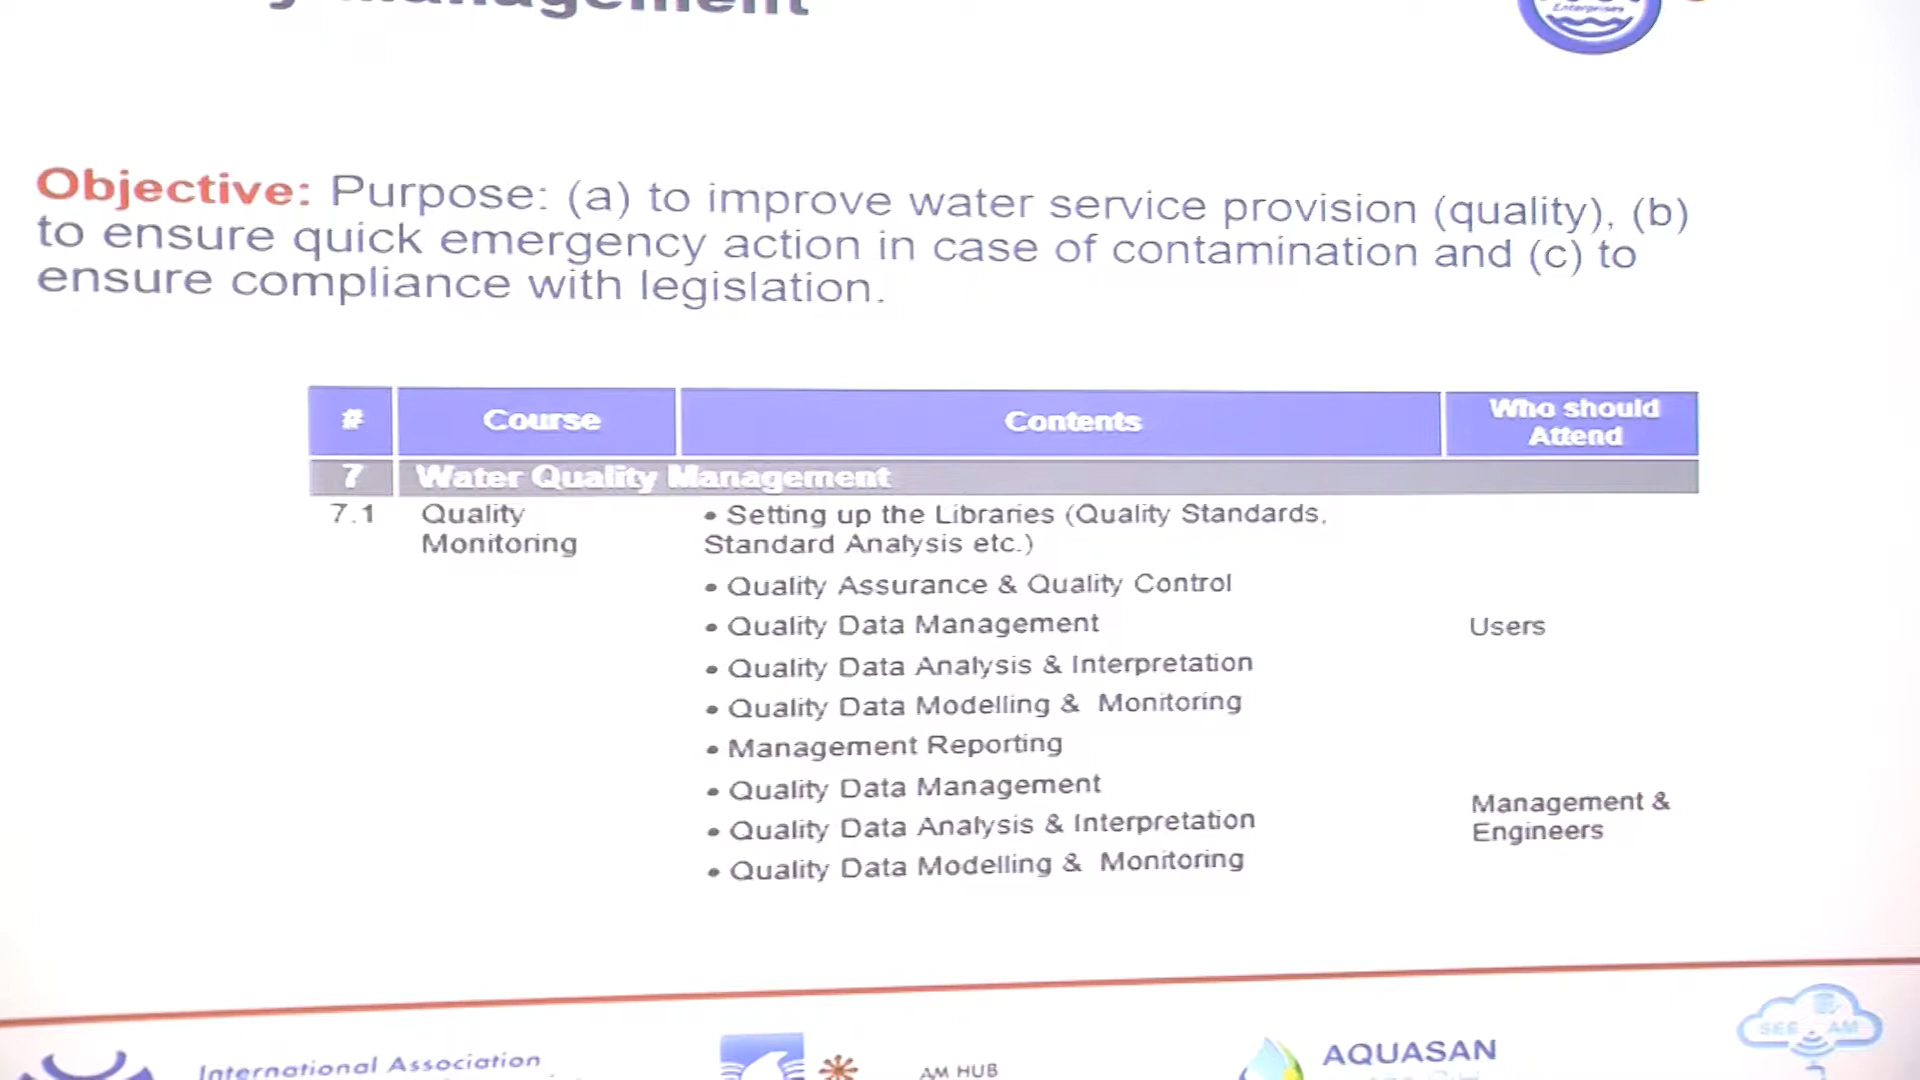 Management
Enterprises
Objective: Purpose: (a) to improve water service provision (quality), (b)
to ensure quick emergency action in case of contamination and (c) to
ensure compliance with legislation.
# Course Contents Who should Attend
7 Water Quality Management
7.1 Quality Monitoring
• Setting up the Libraries (Quality Standards,
Standard Analysis etc.)
• Quality Assurance & Quality Control
• Quality Data Management
Users
• Quality Data Analysis & Interpretation
• Quality Data Modelling & Monitoring
• Management Reporting
• Quality Data Management
• Quality Data Analysis & Interpretation
Management &
Engineers
• Quality Data Modelling & Monitoring
International Association
AM HUB
AQUASAN
SEE AM